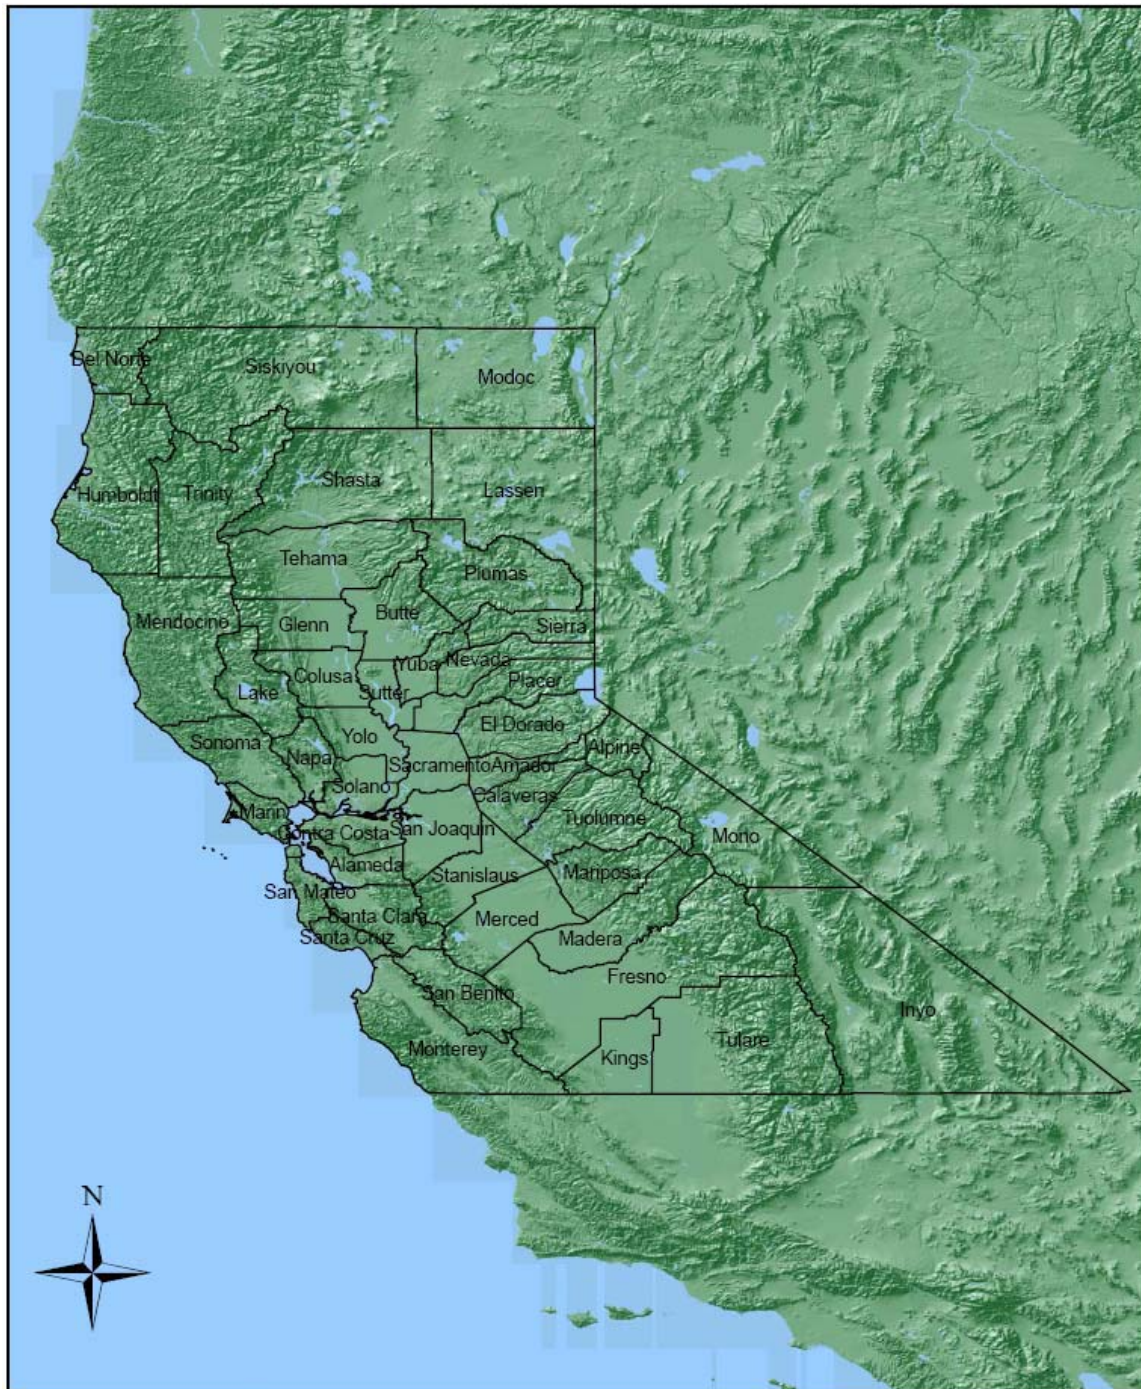 Del Norte
Siskiyou
Modoc
Humboldt
Trinity
Shasta
Lassen
Tehama
Plumas
Mendocino
Glenn
Butte
Sierra
Lake
Colusa
Sutter
Yuba
Nevada
Placer
Sonoma
Napa
Yolo
El Dorado
Alpine
Solano
Sacramento
Amador
Marin
Calaveras
Contra Costa
San Joaquin
Tuolumne
Mono
Alameda
Stanislaus
Mariposa
San Mateo
Santa Clara
Merced
Santa Cruz
Madera
Fresno
San Benito
Inyo
Monterey
Kings
Tulare
N